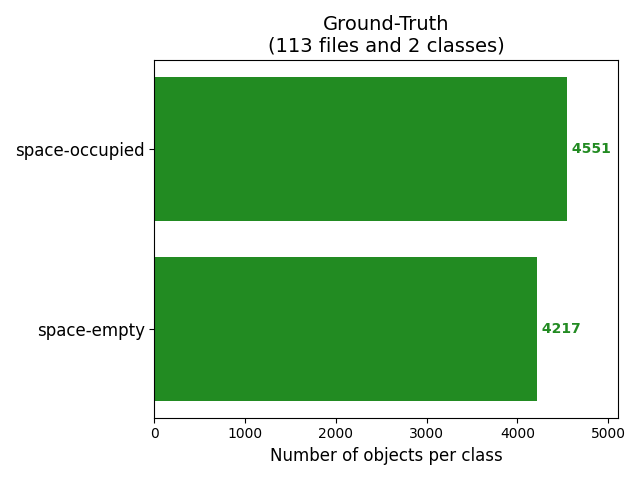 Ground-Truth
(113 files and 2 classes)
space-occupied
4551
space-empty
4217
0 1000 2000 3000 4000 5000
Number of objects per class